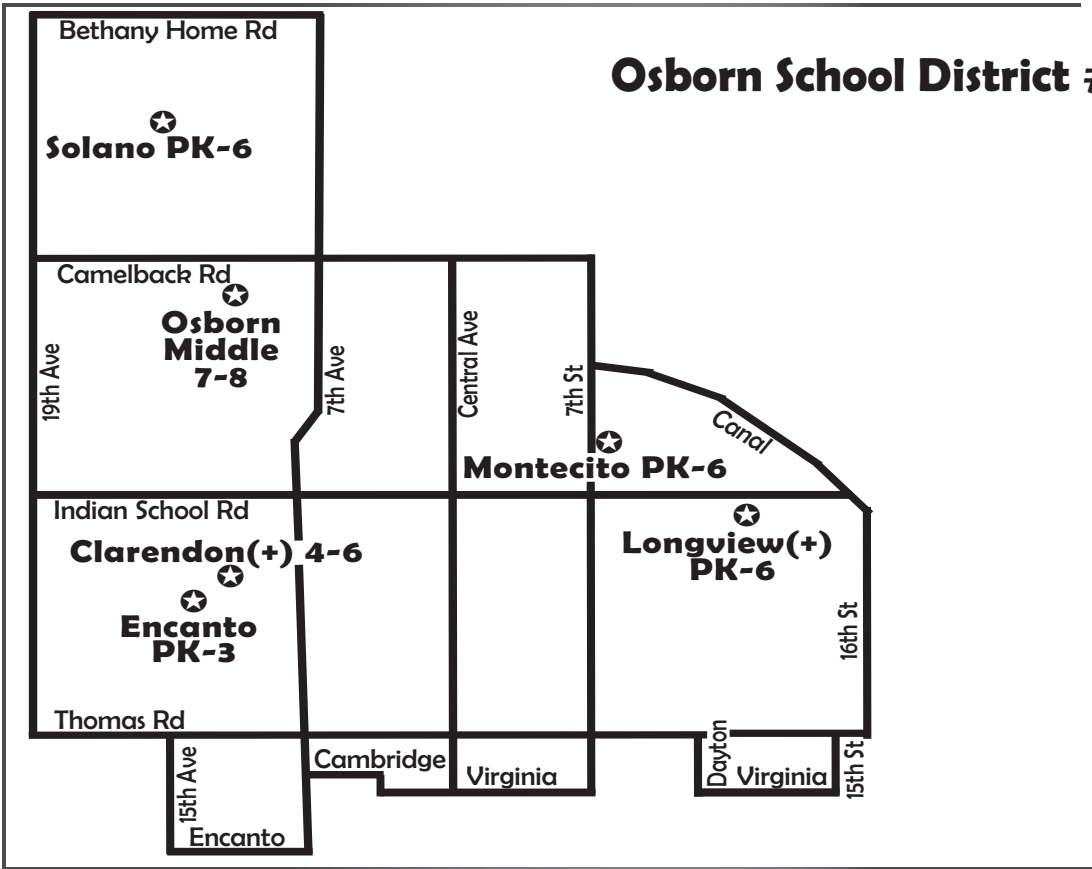 Bethany Home Rd
Osborn School District #
Solano PK-6
Camelback Rd
Osborn
Middle
7-8
19th Ave
7th Ave
Central Ave
7th St
Canal
Montecito PK-6
Indian School Rd
Clarendon(+) 4-6
Longview(+)
PK-6
Encanto
PK-3
16th St
Thomas Rd
15th Ave
Cambridge
Virginia
Dayton
Virginia
15th St
Encanto